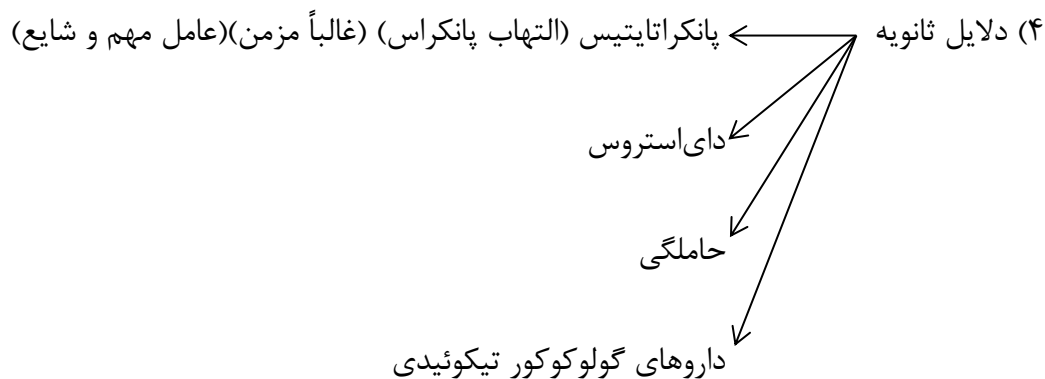 ۴) دلایل ثانویه پانکراتایتیس (التهاب پانکراس) (غالباً مزمن)(عامل مهم و شایع)
دای‌استروس
حاملگی
داروهای گولوکوکور تیکوئیدی